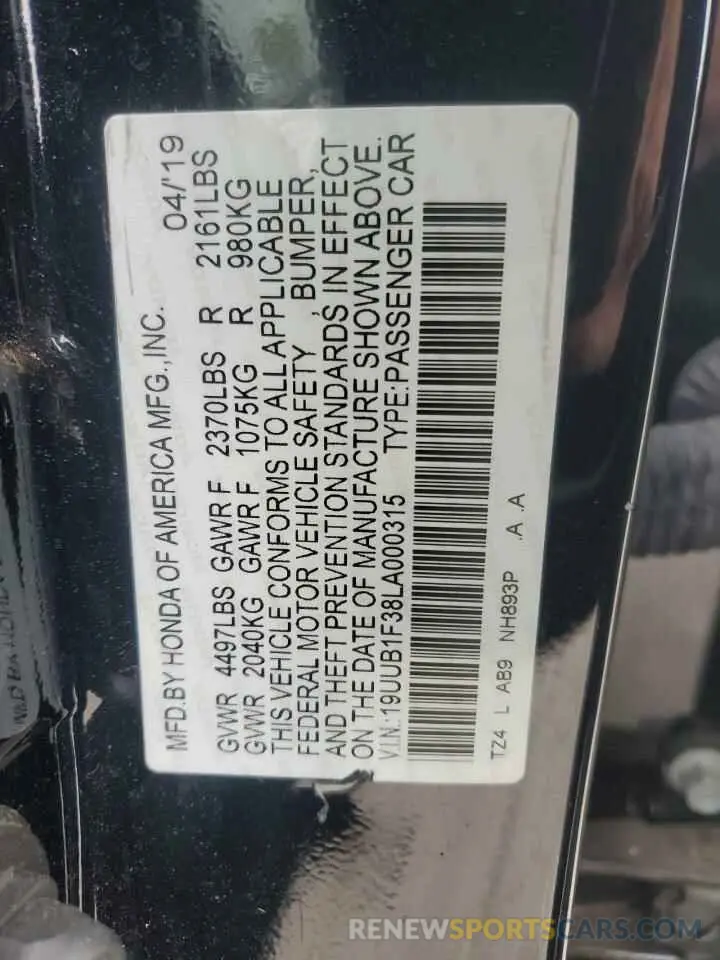 MFD.BY HONDA OF AMERICA MFG.,INC. 04/'19
GVWR 4497LBS GAWR F 2370LBS R 2161LBS
GVWR 2040KG GAWR F 1075KG R 980KG
THIS VEHICLE CONFORMS TO ALL APPLICABLE
FEDERAL MOTOR VEHICLE SAFETY , BUMPER,
AND THEFT PREVENTION STANDARDS IN EFFECT
ON THE DATE OF MANUFACTURE SHOWN ABOVE.
V.I.N.:19UUB1F38LA000315 TYPE:PASSENGER CAR
TZ4 L AB9 NH893P .A .A
RENEWSPORTSCARS.COM